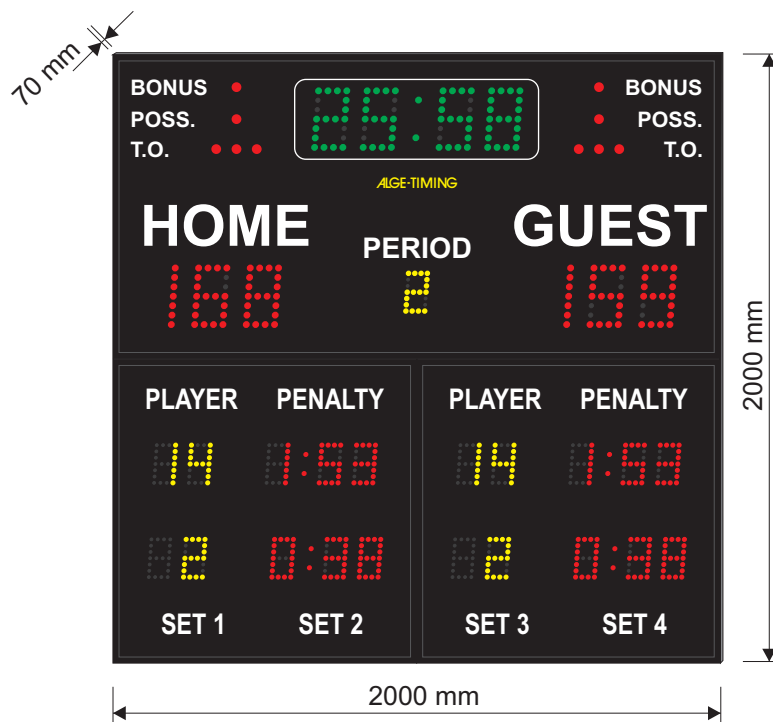 70 mm
BONUS
POSS.
T.O.
25:58
BONUS
POSS.
T.O.
ALGE-TIMING
HOME
PERIOD
GUEST
168
2
159
2000 mm
PLAYER PENALTY
14 1:53
2 0:38
SET 1 SET 2
PLAYER PENALTY
14 1:53
2 0:38
SET 3 SET 4
2000 mm